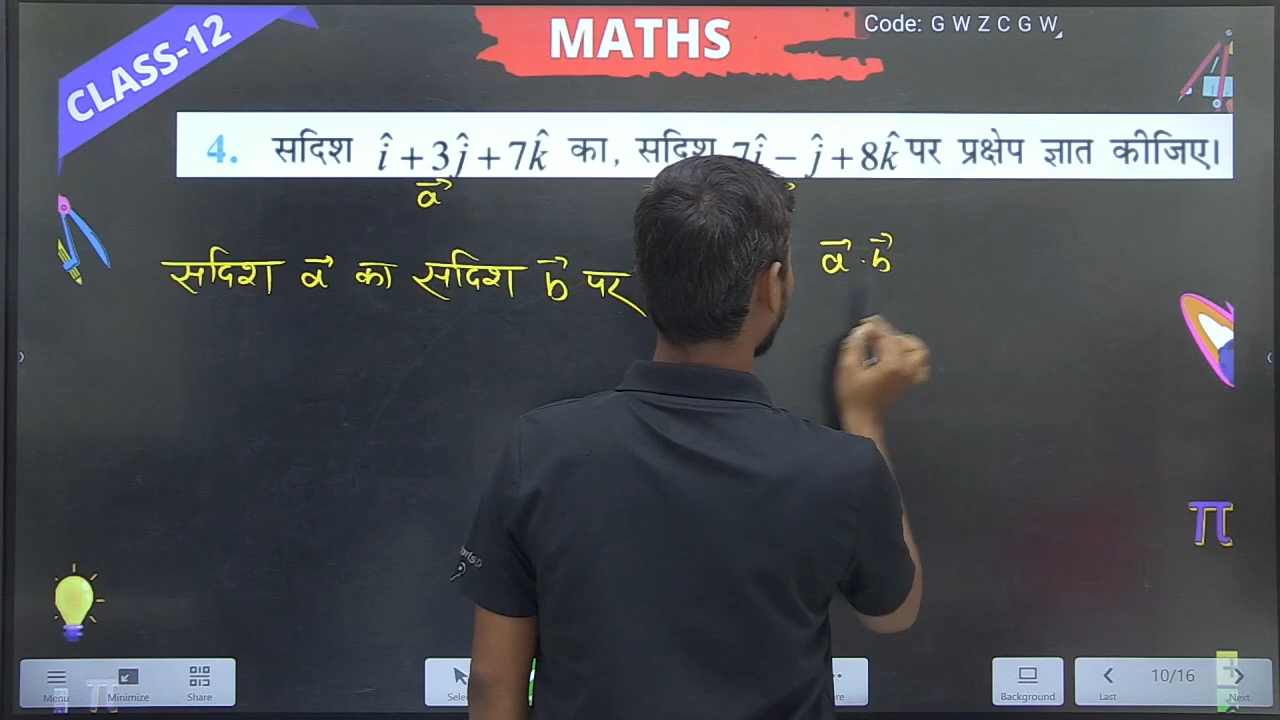 CLASS-12
MATHS
Code: G W Z C G W
4. सदिश î + 3ĵ + 7k̂ का, सदिश 7î − ĵ + 8k̂ पर प्रक्षेप ज्ञात कीजिए।
a⃗
सदिश a⃗ का सदिश b⃗ पर a⃗ · b⃗
π
Menu Minimize Share Background Last 10/16 Next